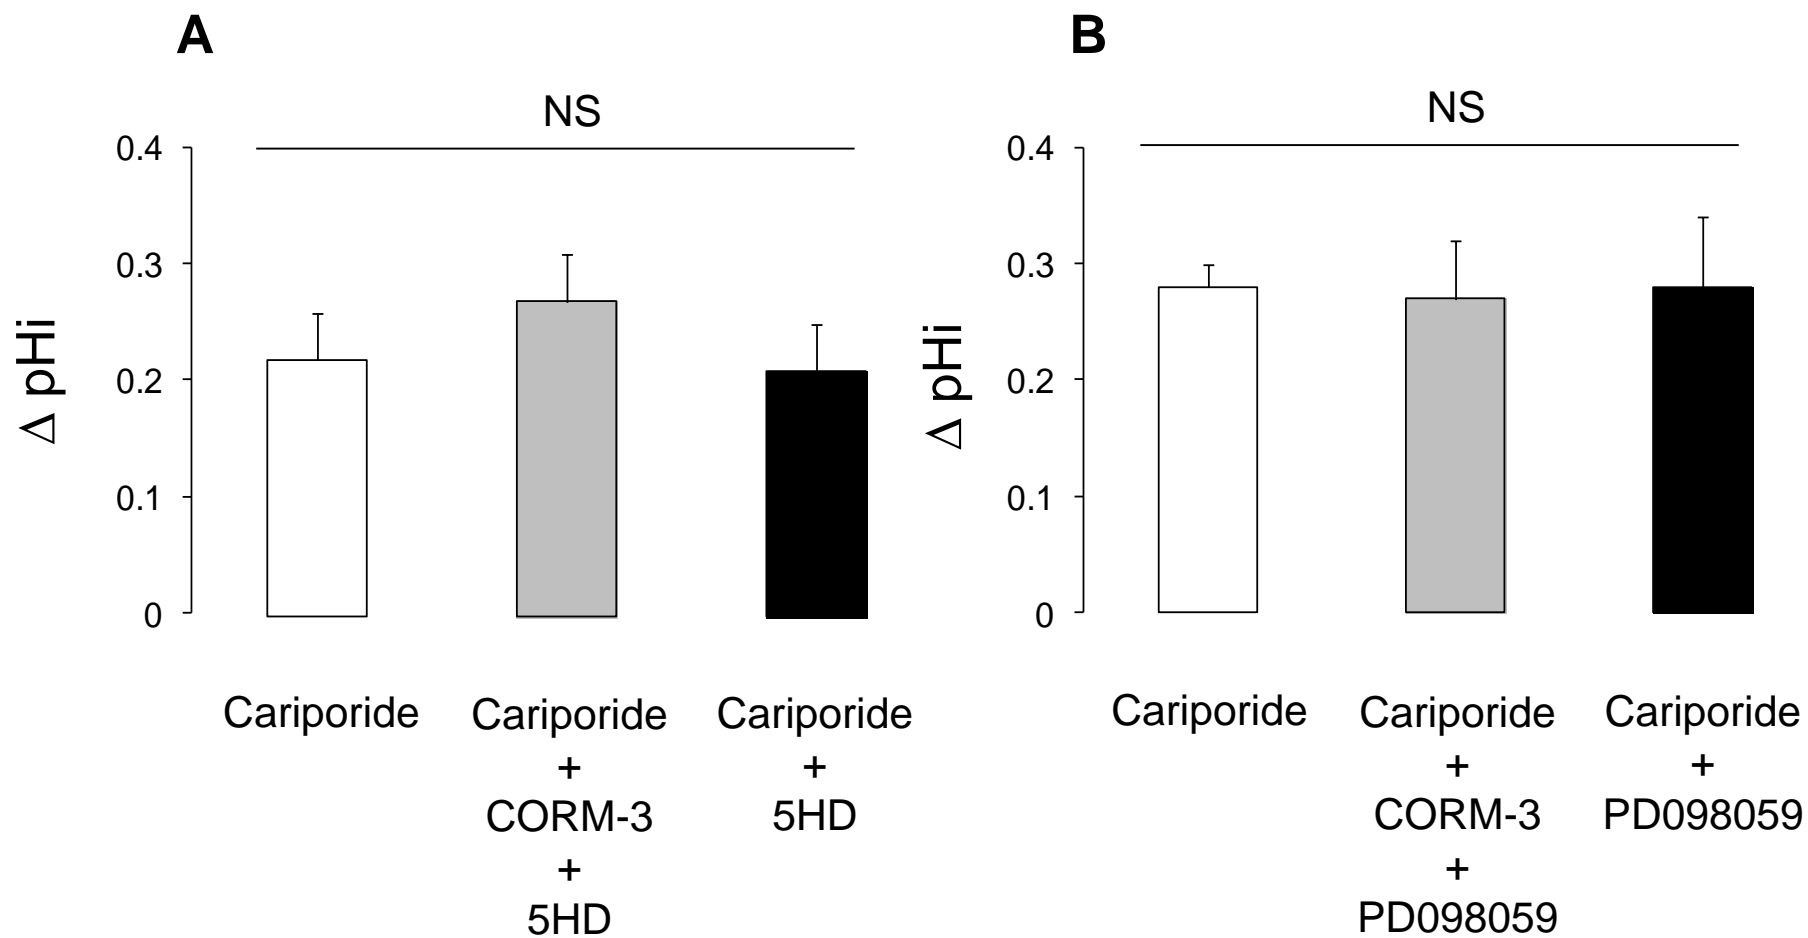 A
NS
0.4
0.3
0.2
0.1
0
Δ pHi
Cariporide
Cariporide
+
CORM-3
+
5HD
Cariporide
+
5HD
B
NS
0.4
0.3
0.2
0.1
0
Δ pHi
Cariporide
Cariporide
+
CORM-3
+
PD098059
Cariporide
+
PD098059